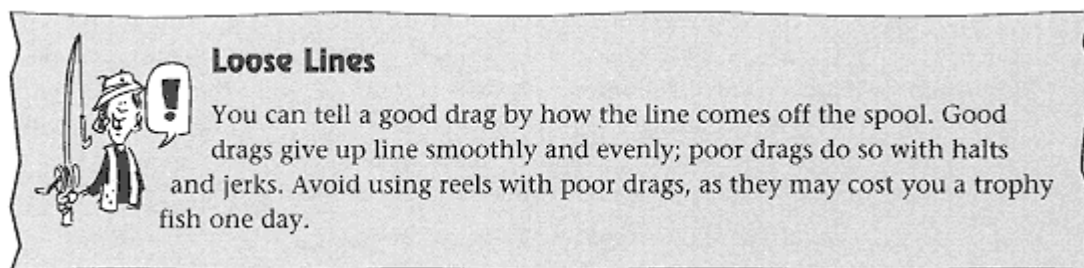 Loose Lines
!
You can tell a good drag by how the line comes off the spool. Good
drags give up line smoothly and evenly; poor drags do so with halts
and jerks. Avoid using reels with poor drags, as they may cost you a trophy
fish one day.